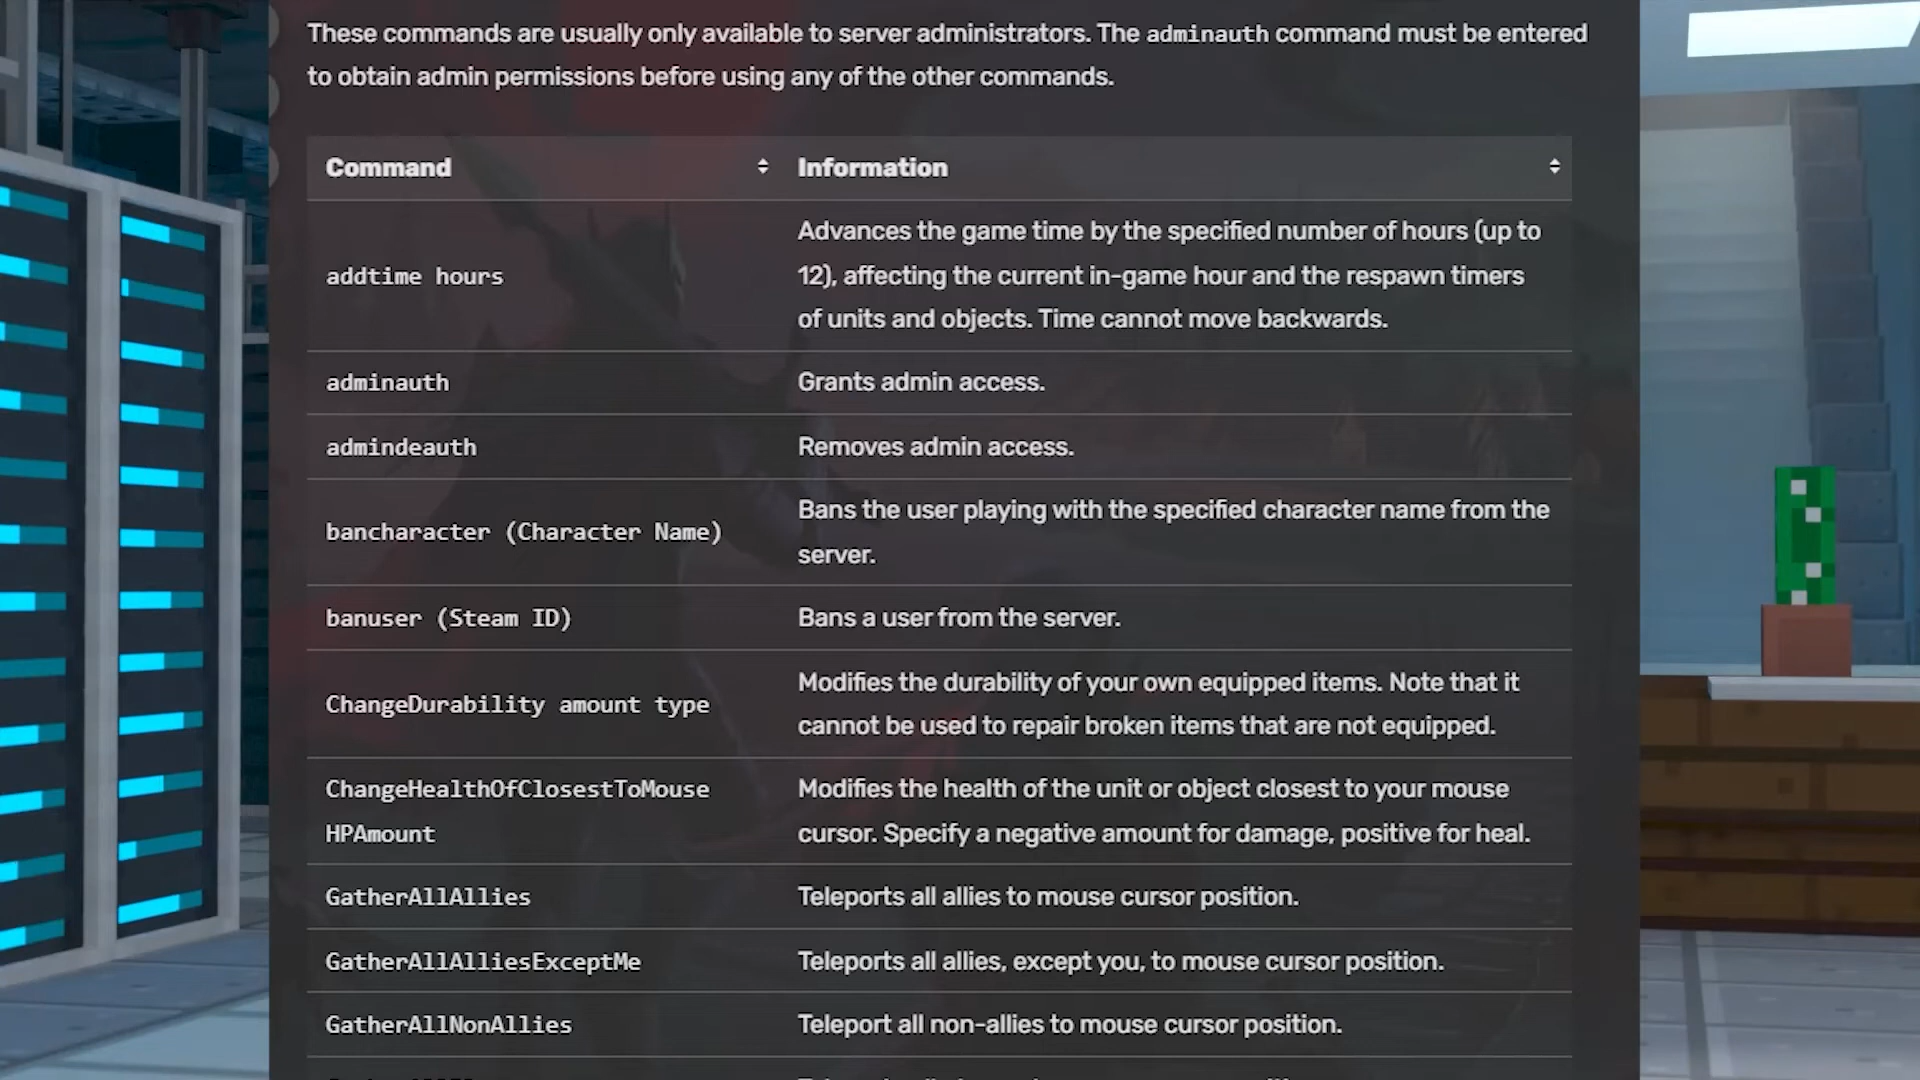 These commands are usually only available to server administrators. The adminauth command must be entered
to obtain admin permissions before using any of the other commands.
Command
Information
addtime hours
Advances the game time by the specified number of hours (up to
12), affecting the current in-game hour and the respawn timers
of units and objects. Time cannot move backwards.
adminauth
Grants admin access.
admindeauth
Removes admin access.
bancharacter (Character Name)
Bans the user playing with the specified character name from the
server.
banuser (Steam ID)
Bans a user from the server.
ChangeDurability amount type
Modifies the durability of your own equipped items. Note that it
cannot be used to repair broken items that are not equipped.
ChangeHealthOfClosestToMouse
HPAmount
Modifies the health of the unit or object closest to your mouse
cursor. Specify a negative amount for damage, positive for heal.
GatherAllAllies
Teleports all allies to mouse cursor position.
GatherAllAlliesExceptMe
Teleports all allies, except you, to mouse cursor position.
GatherAllNonAllies
Teleport all non-allies to mouse cursor position.